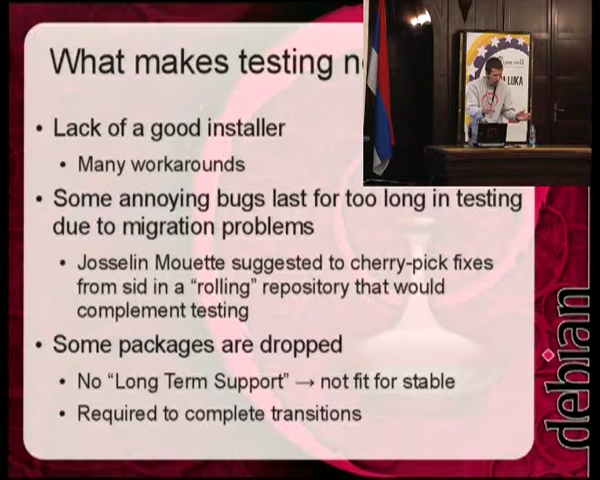 What makes testing n
LUKA
• Lack of a good installer
• Many workarounds
• Some annoying bugs last for too long in testing
due to migration problems
• Josselin Mouette suggested to cherry-pick fixes
from sid in a “rolling” repository that would
complement testing
• Some packages are dropped
• No “Long Term Support” → not fit for stable
• Required to complete transitions
debian